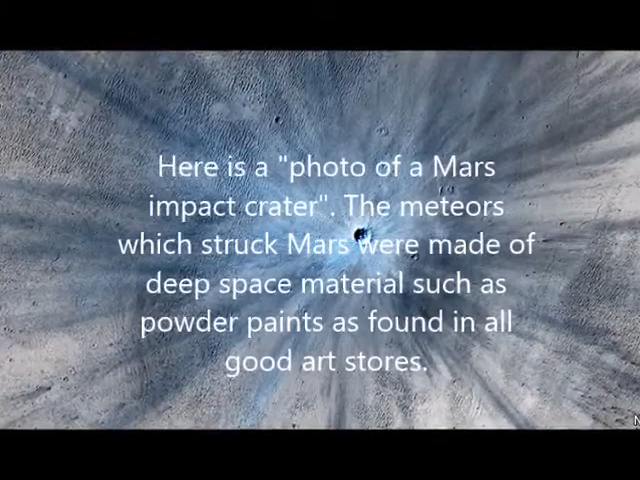 Here is a "photo of a Mars
impact crater". The meteors
which struck Mars were made of
deep space material such as
powder paints as found in all
good art stores.